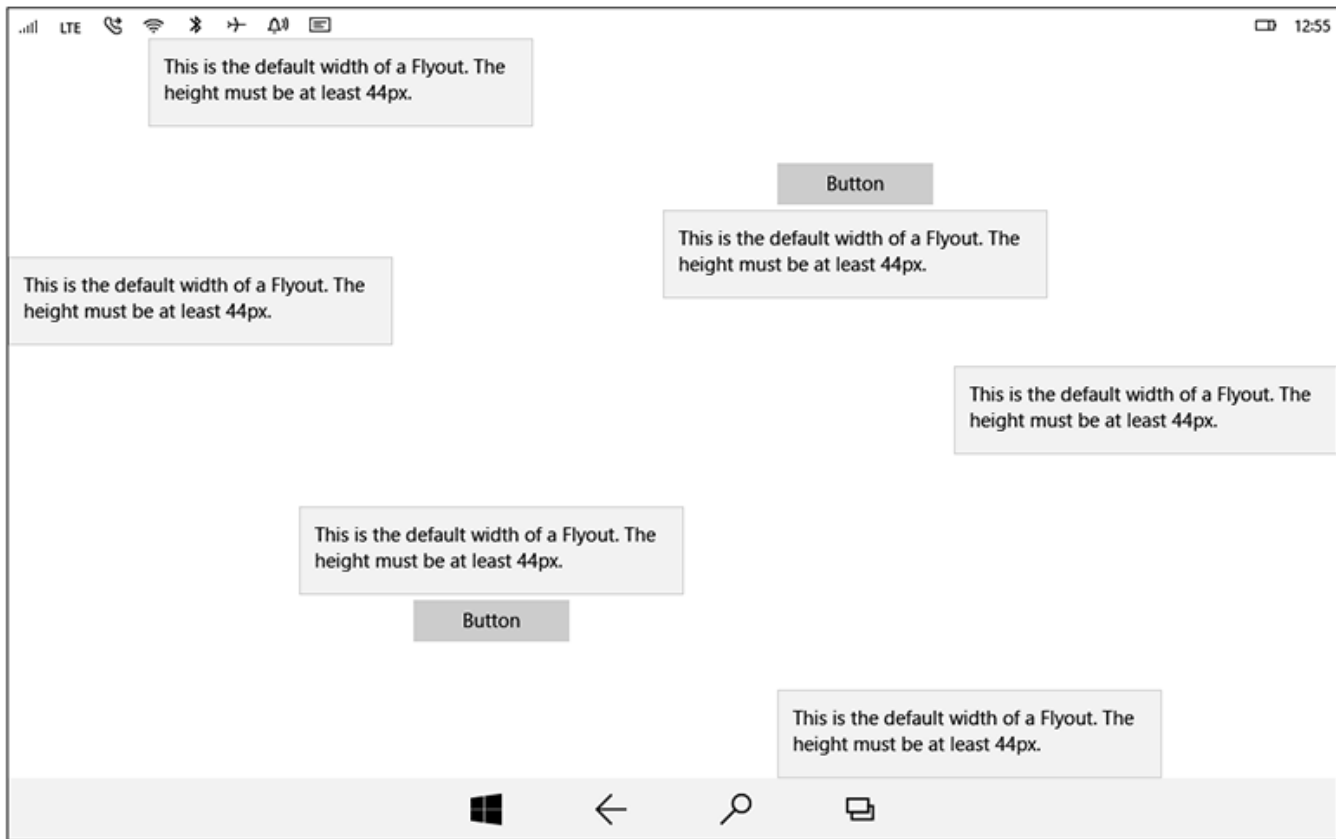 LTE
12:55
This is the default width of a Flyout. The
height must be at least 44px.
Button
This is the default width of a Flyout. The
height must be at least 44px.
This is the default width of a Flyout. The
height must be at least 44px.
This is the default width of a Flyout. The
height must be at least 44px.
This is the default width of a Flyout. The
height must be at least 44px.
Button
This is the default width of a Flyout. The
height must be at least 44px.